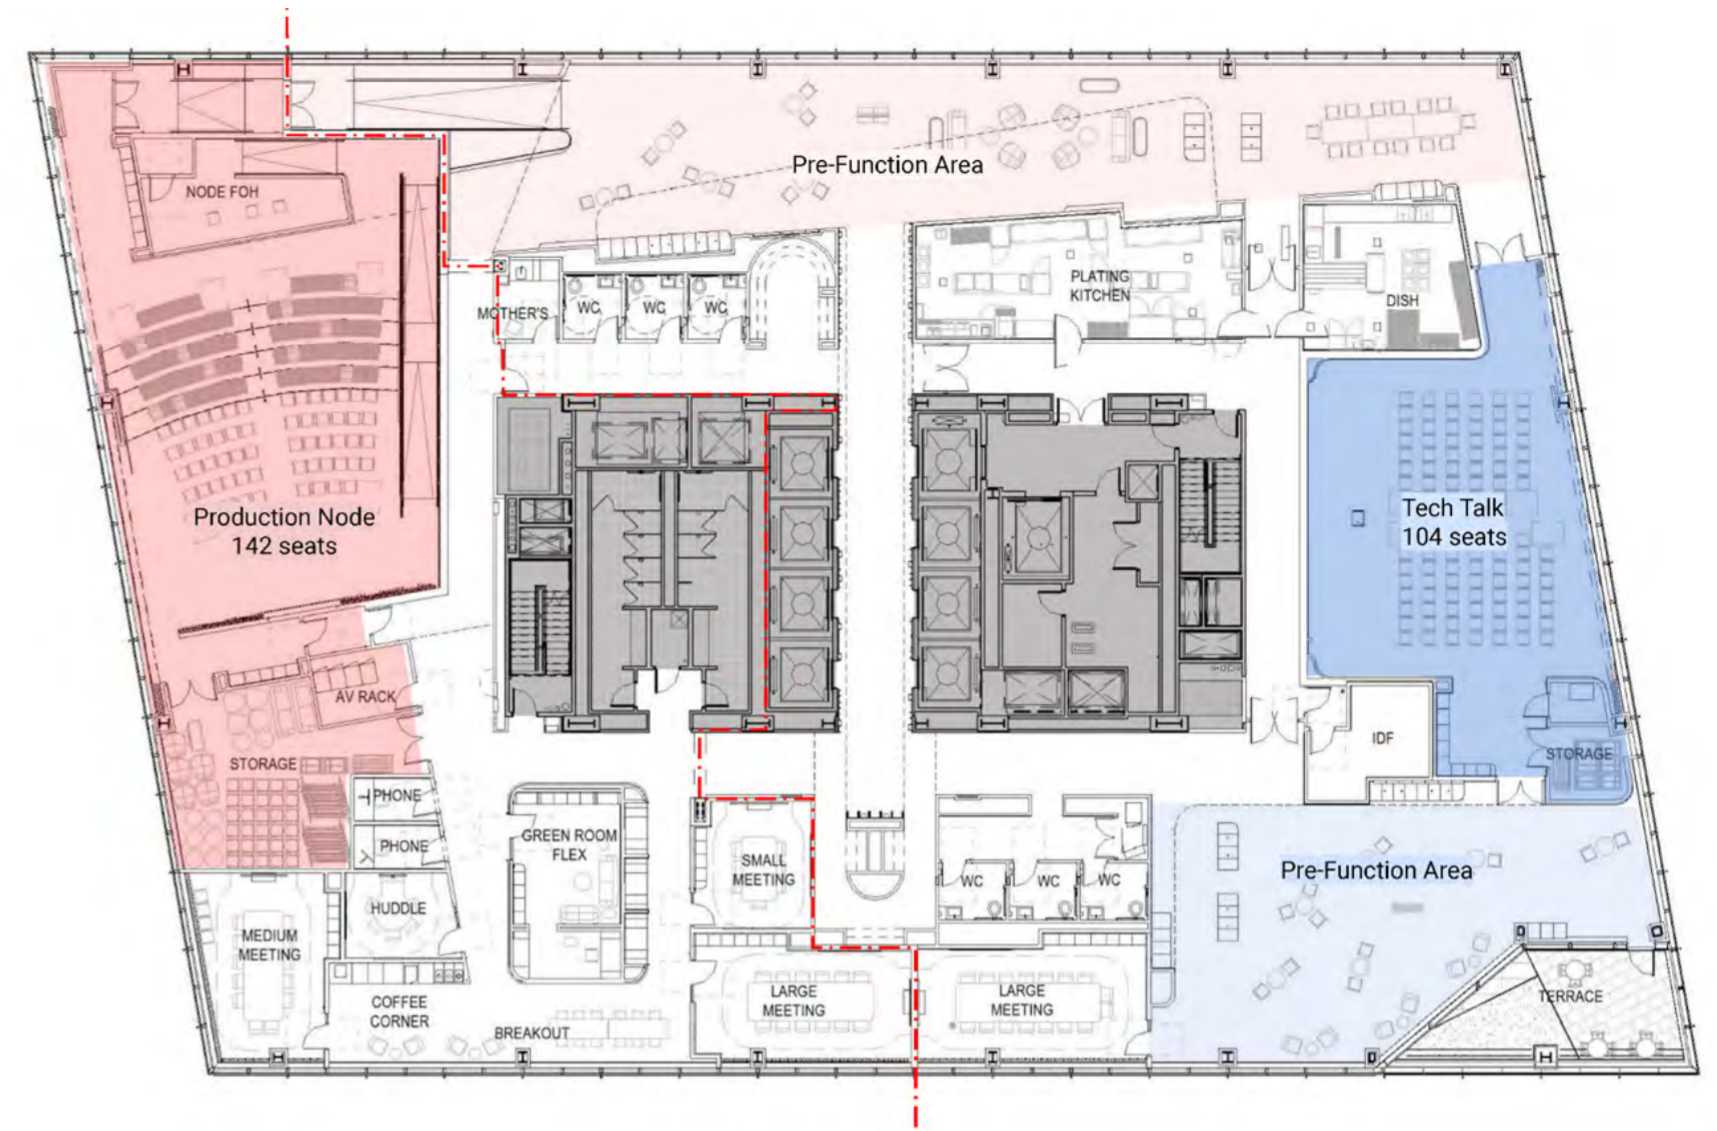 Pre-Function Area
NODE FOH
PLATING
KITCHEN
DISH
MOTHER'S
WC
WC
WC
Production Node
142 seats
Tech Talk
104 seats
AV RACK
STORAGE
IDF
STORAGE
PHONE
PHONE
GREEN ROOM
FLEX
SMALL
MEETING
WC
WC
WC
Pre-Function Area
HUDDLE
MEDIUM
MEETING
COFFEE
CORNER
BREAKOUT
LARGE
MEETING
LARGE
MEETING
TERRACE